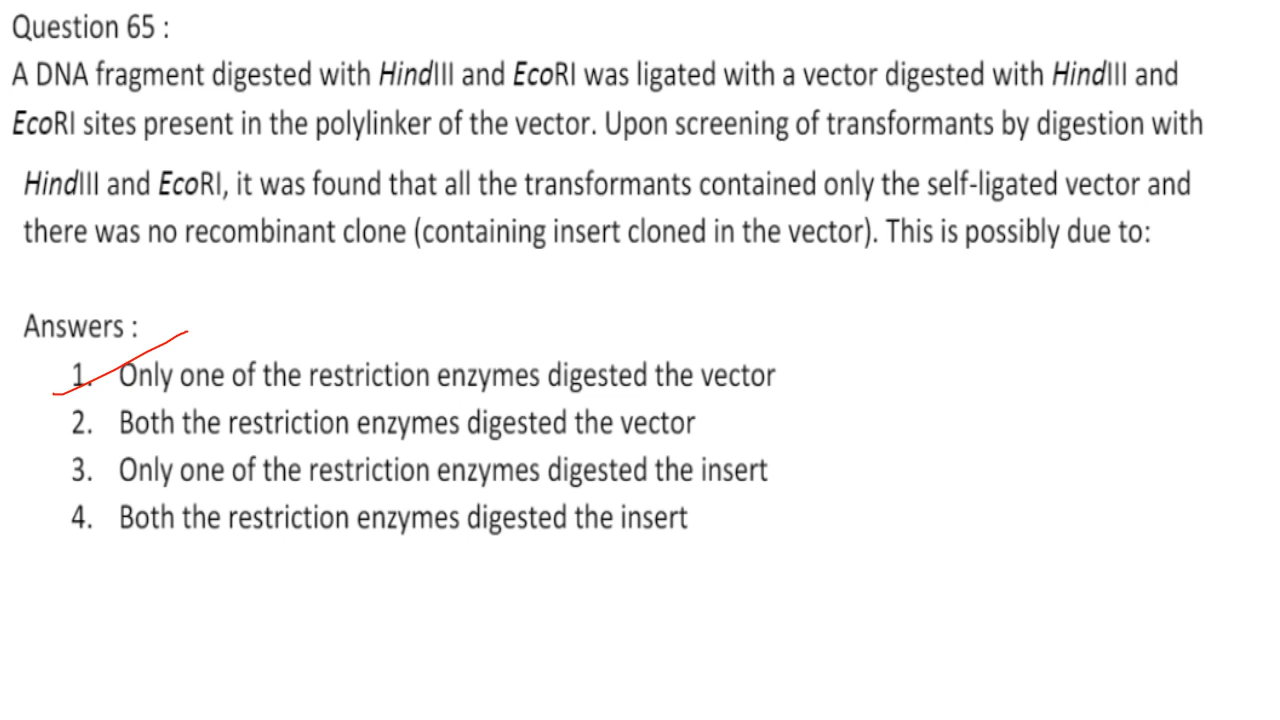 Question 65 :
A DNA fragment digested with HindIII and EcoRI was ligated with a vector digested with HindIII and
EcoRI sites present in the polylinker of the vector. Upon screening of transformants by digestion with
HindIII and EcoRI, it was found that all the transformants contained only the self-ligated vector and
there was no recombinant clone (containing insert cloned in the vector). This is possibly due to:
Answers :
1. Only one of the restriction enzymes digested the vector
2. Both the restriction enzymes digested the vector
3. Only one of the restriction enzymes digested the insert
4. Both the restriction enzymes digested the insert